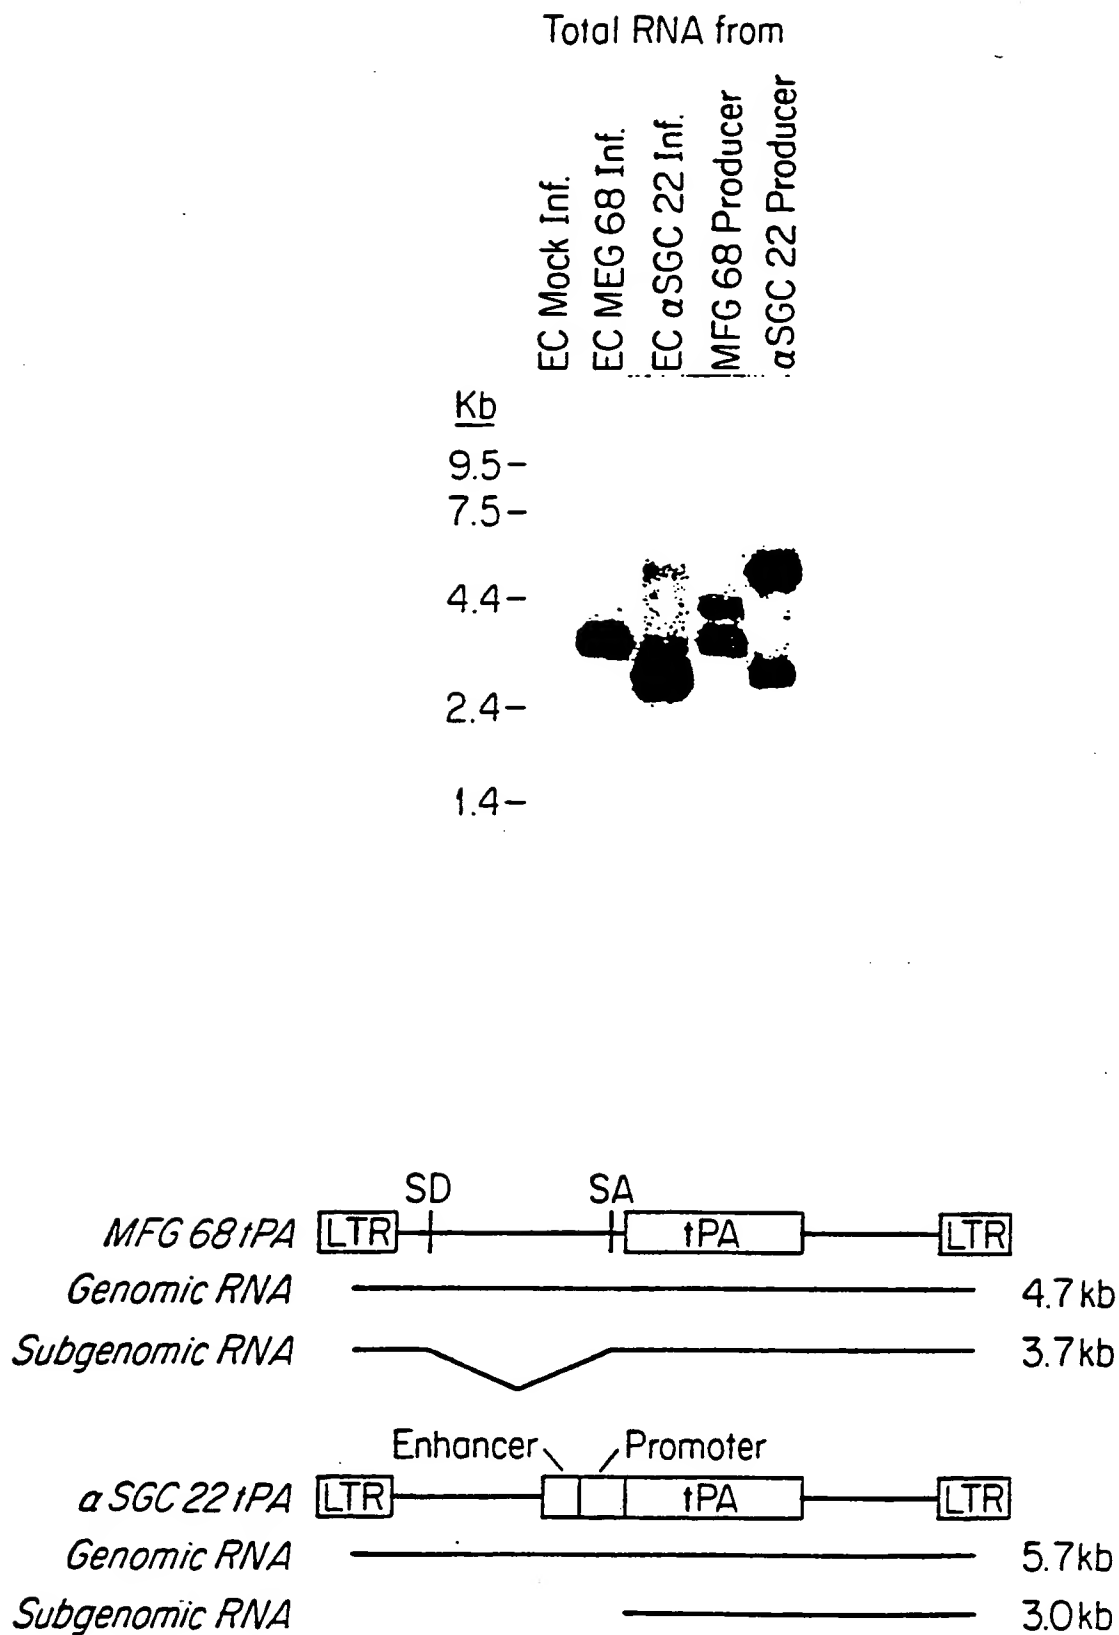 Total RNA from
EC Mock Inf.
EC MEG 68 Inf.
EC αSGC 22 Inf.
MFG 68 Producer
αSGC 22 Producer
Kb
9.5-
7.5-
4.4-
2.4-
1.4-
SD SA
MFG 68 tPA LTR tPA LTR
Genomic RNA 4.7 kb
Subgenomic RNA 3.7 kb
Enhancer Promoter
α SGC 22 tPA LTR tPA LTR
Genomic RNA 5.7 kb
Subgenomic RNA 3.0 kb